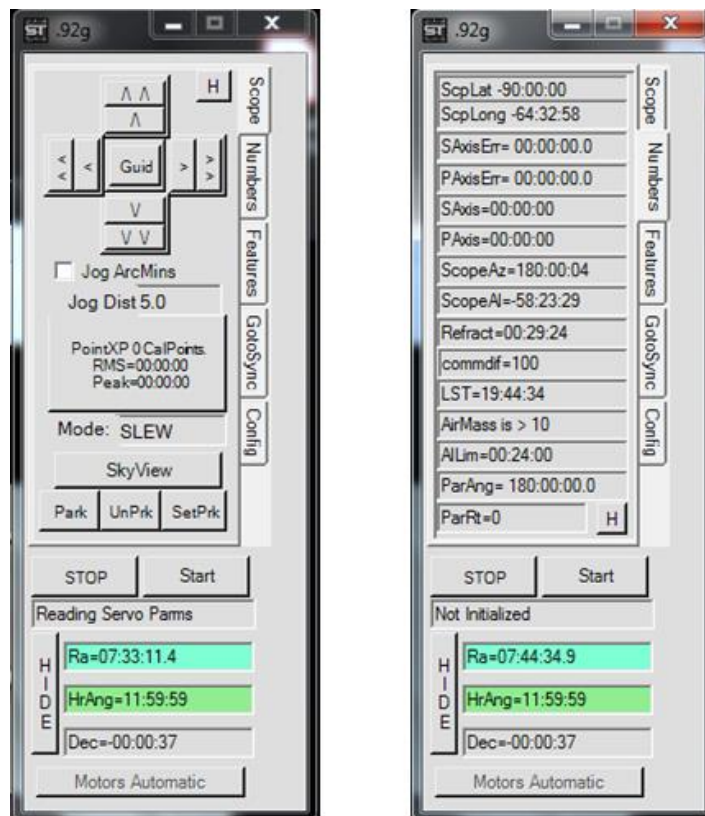 ST .92g
H
/\ /\
/\
< < < Guid > > >
V
V V
Jog ArcMins
Jog Dist 5.0
PointXP 0 CalPoints.
RMS=00:00:00
Peak=00:00:00
Mode: SLEW
SkyView
Park UnPrk SetPrk
Scope
Numbers
Features
GotoSync
Config
STOP Start
Reading Servo Parms
HIDE
Ra=07:33:11.4
HrAng=11:59:59
Dec=-00:00:37
Motors Automatic
ST .92g
ScpLat -90:00:00
ScpLong -64:32:58
SAxisErr= 00:00:00.0
PAxisErr= 00:00:00.0
SAxis=00:00:00
PAxis=00:00:00
ScopeAz=180:00:04
ScopeAl=-58:23:29
Refract=00:29:24
commdif=100
LST=19:44:34
AirMass is > 10
AlLim=00:24:00
ParAng= 180:00:00.0
ParRt=0 H
Scope
Numbers
Features
GotoSync
Config
STOP Start
Not Initialized
HIDE
Ra=07:44:34.9
HrAng=11:59:59
Dec=-00:00:37
Motors Automatic